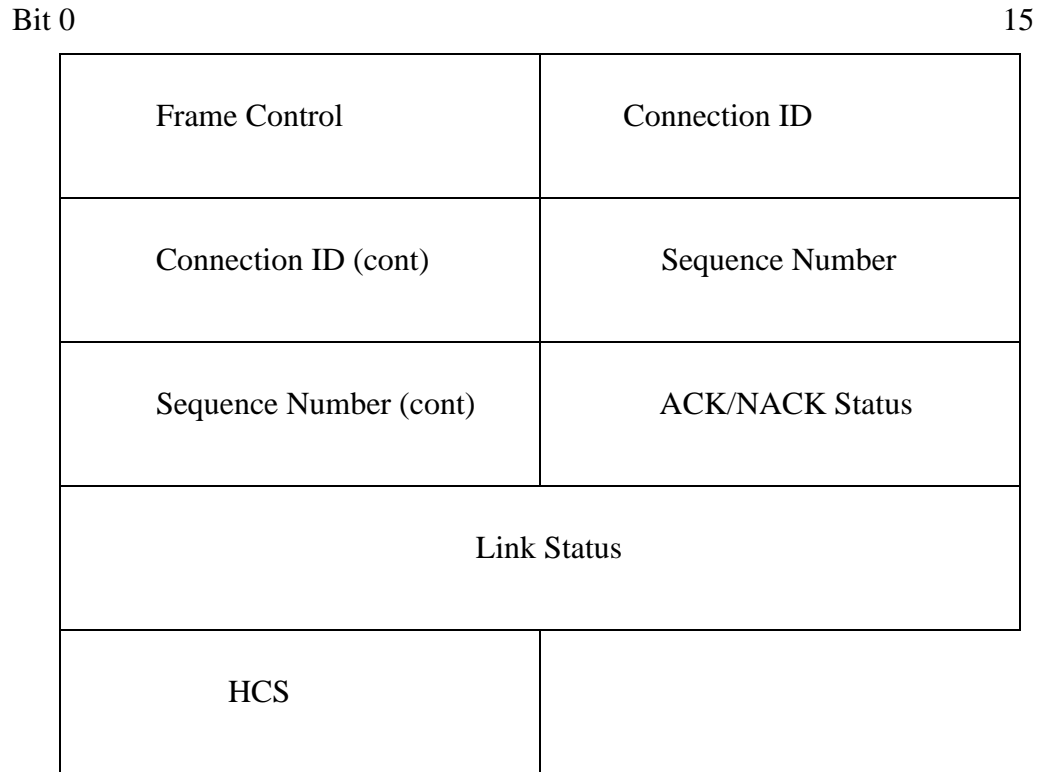 Bit 0 15
Frame Control Connection ID
Connection ID (cont) Sequence Number
Sequence Number (cont) ACK/NACK Status
Link Status
HCS